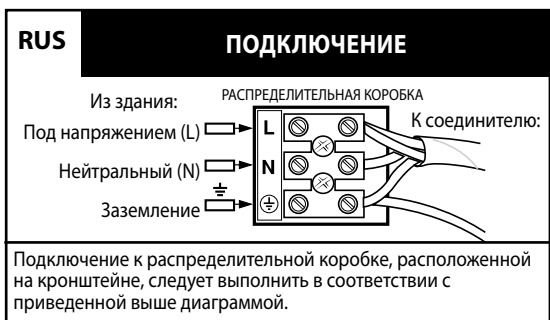 RUS
ПОДКЛЮЧЕНИЕ
Из здания:
РАСПРЕДЕЛИТЕЛЬНАЯ КОРОБКА
К соединителю:
Под напряжением (L)
L
Нейтральный (N)
N
Заземление
Подключение к распределительной коробке, расположенной
на кронштейне, следует выполнить в соответствии с
приведенной выше диаграммой.